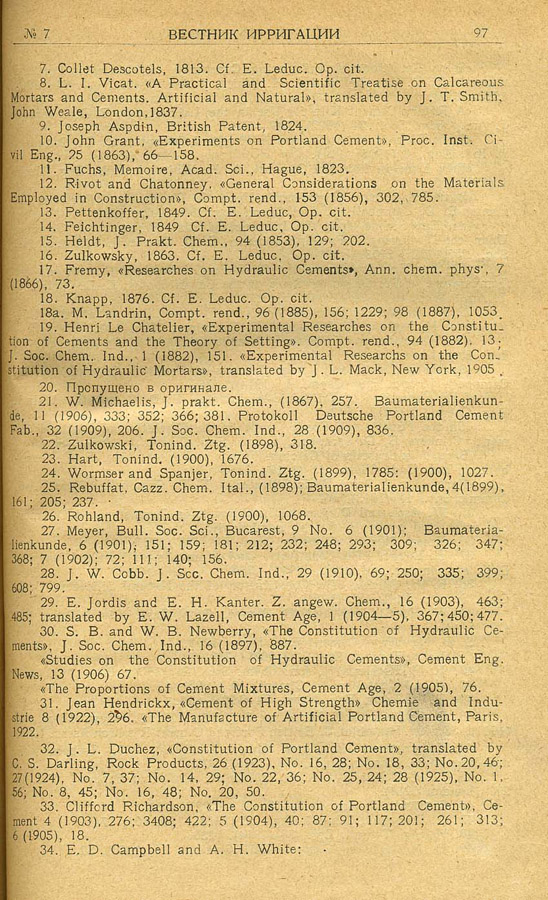 № 7 ВЕСТНИК ИРРИГАЦИИ 97
7. Collet Descotels, 1813. Cf. E. Leduc. Op. cit.
8. L. I. Vicat. «A Practical and Scientific Treatise on Calcareous
Mortars and Cements. Artificial and Natural», translated by J. T. Smith,
John Weale, London, 1837.
9. Joseph Aspdin, British Patent, 1824.
10. John Grant, «Experiments on Portland Cement», Proc. Inst. Ci-
vil Eng., 25 (1863), 66—158.
11. Fuchs, Memoire, Acad. Sci., Hague, 1823.
12. Rivot and Chatonney, «General Considerations on the Materials
Employed in Construction», Compt. rend., 153 (1856), 302, 785.
13. Pettenkoffer, 1849. Cf. E. Leduc, Op. cit.
14. Feichtinger, 1849 Cf. E. Leduc, Op. cit.
15. Heldt, J. Prakt. Chem., 94 (1853), 129; 202.
16. Zulkowsky, 1863. Cf. E. Leduc, Op. cit.
17. Fremy, «Researches on Hydraulic Cements», Ann. chem. phys., 7
(1866), 73.
18. Knapp, 1876. Cf. E. Leduc. Op. cit.
18a. M. Landrin, Compt. rend., 96 (1885), 156; 1229; 98 (1887), 1053
19. Henri Le Chatelier, «Experimental Researches on the Constitu-
tion of Cements and the Theory of Setting». Compt. rend., 94 (1882), 13;
J. Soc. Chem. Ind., 1 (1882), 151. «Experimental Researchs on the Con-
stitution of Hydraulic Mortars», translated by J. L. Mack, New York, 1905.
20. Пропушено в оригинале.
21. W. Michaelis, J. prakt. Chem., (1867), 257. Baumaterialienkun-
de, 11 (1906), 333; 352; 366; 381. Protokoll Deutsche Portland Cement
Fab., 32 (1909), 206. J. Soc. Chem. Ind., 28 (1909), 836.
22. Zulkowski, Tonind. Ztg. (1898), 318.
23. Hart, Tonind. (1900), 1676.
24. Wormser and Spanjer, Tonind. Ztg. (1899), 1785: (1900), 1027.
25. Rebuffat, Cazz. Chem. Ital., (1898); Baumaterialienkunde, 4(1899),
161; 205; 237.
26. Rohland, Tonind. Ztg. (1900), 1068.
27. Meyer, Bull. Soc. Sci., Bucarest, 9 No. 6 (1901); Baumateria-
lienkunde, 6 (1901); 151; 159; 181; 212; 232; 248; 293; 309; 326; 347;
368; 7 (1902); 72; 111; 140; 156.
28. J. W. Cobb. J. Scc. Chem. Ind., 29 (1910), 69; 250; 335; 399;
608; 799.
29. E. Jordis and E. H. Kanter. Z. angew. Chem., 16 (1903), 463;
485; translated by E. W. Lazell, Cement Age, 1 (1904—5), 367; 450; 477.
30. S. B. and W. B. Newberry, «The Constitution of Hydraulic Ce-
ments», J. Soc. Chem. Ind., 16 (1897), 887.
«Studies on the Constitution of Hydraulic Cements», Cement Eng.
News, 13 (1906) 67.
«The Proportions of Cement Mixtures, Cement Age, 2 (1905), 76.
31. Jean Hendrickx, «Cement of High Strength» Chemie and Indu-
strie 8 (1922), 296. «The Manufacture of Artificial Portland Cement, Paris,
1922.
32. J. L. Duchez, «Constitution of Portland Cement», translated by
C. S. Darling, Rock Products, 26 (1923), No. 16, 28; No. 18, 33; No. 20, 46;
27(1924), No. 7, 37; No. 14, 29; No. 22, 36; No. 25, 24; 28 (1925), No. 1,
56; No. 8, 45; No. 16, 48; No. 20, 50.
33. Clifford Richardson, «The Constitution of Portland Cement», Ce-
ment 4 (1903), 276; 3408; 422; 5 (1904), 40; 87; 91; 117; 201; 261; 313;
6 (1905), 18.
34. E. D. Campbell and A. H. White: